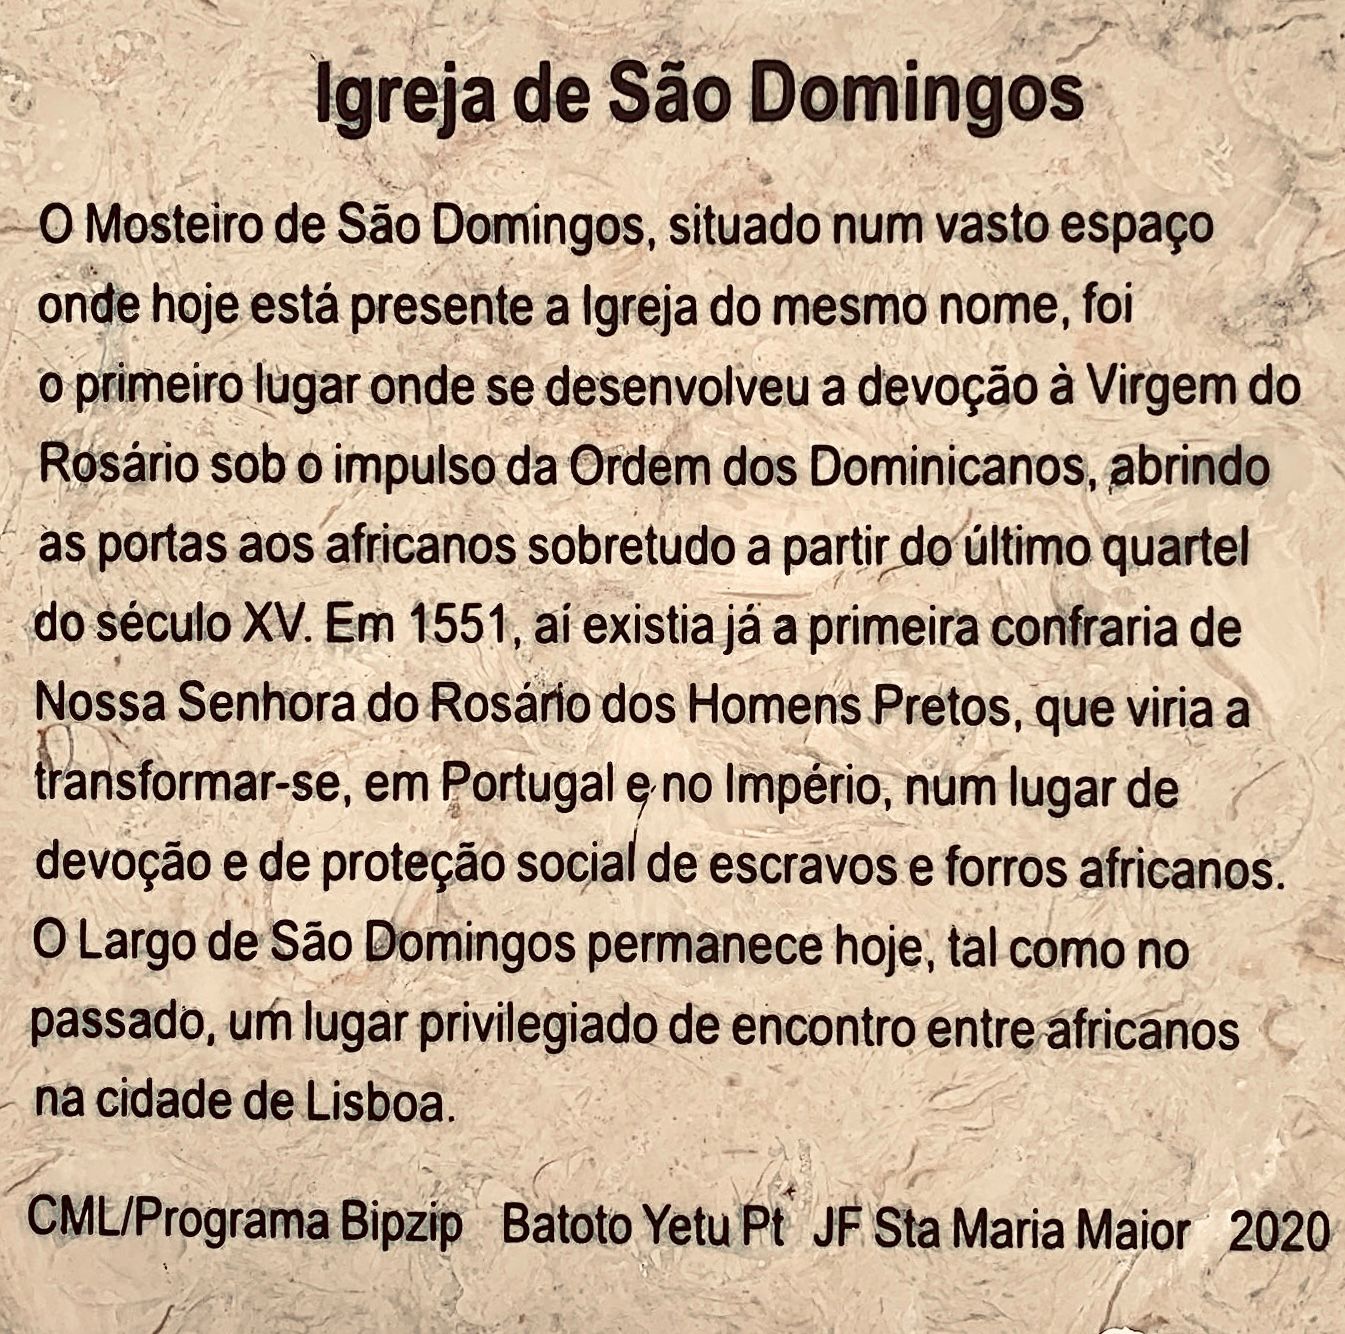 Igreja de São Domingos
O Mosteiro de São Domingos, situado num vasto espaço
onde hoje está presente a Igreja do mesmo nome, foi
o primeiro lugar onde se desenvolveu a devoção à Virgem do
Rosário sob o impulso da Ordem dos Dominicanos, abrindo
as portas aos africanos sobretudo a partir do último quartel
do século XV. Em 1551, aí existia já a primeira confraria de
Nossa Senhora do Rosário dos Homens Pretos, que viria a
transformar-se, em Portugal e no Império, num lugar de
devoção e de proteção social de escravos e forros africanos.
O Largo de São Domingos permanece hoje, tal como no
passado, um lugar privilegiado de encontro entre africanos
na cidade de Lisboa.
CML/Programa Bipzip Batoto Yetu Pt JF Sta Maria Maior 2020